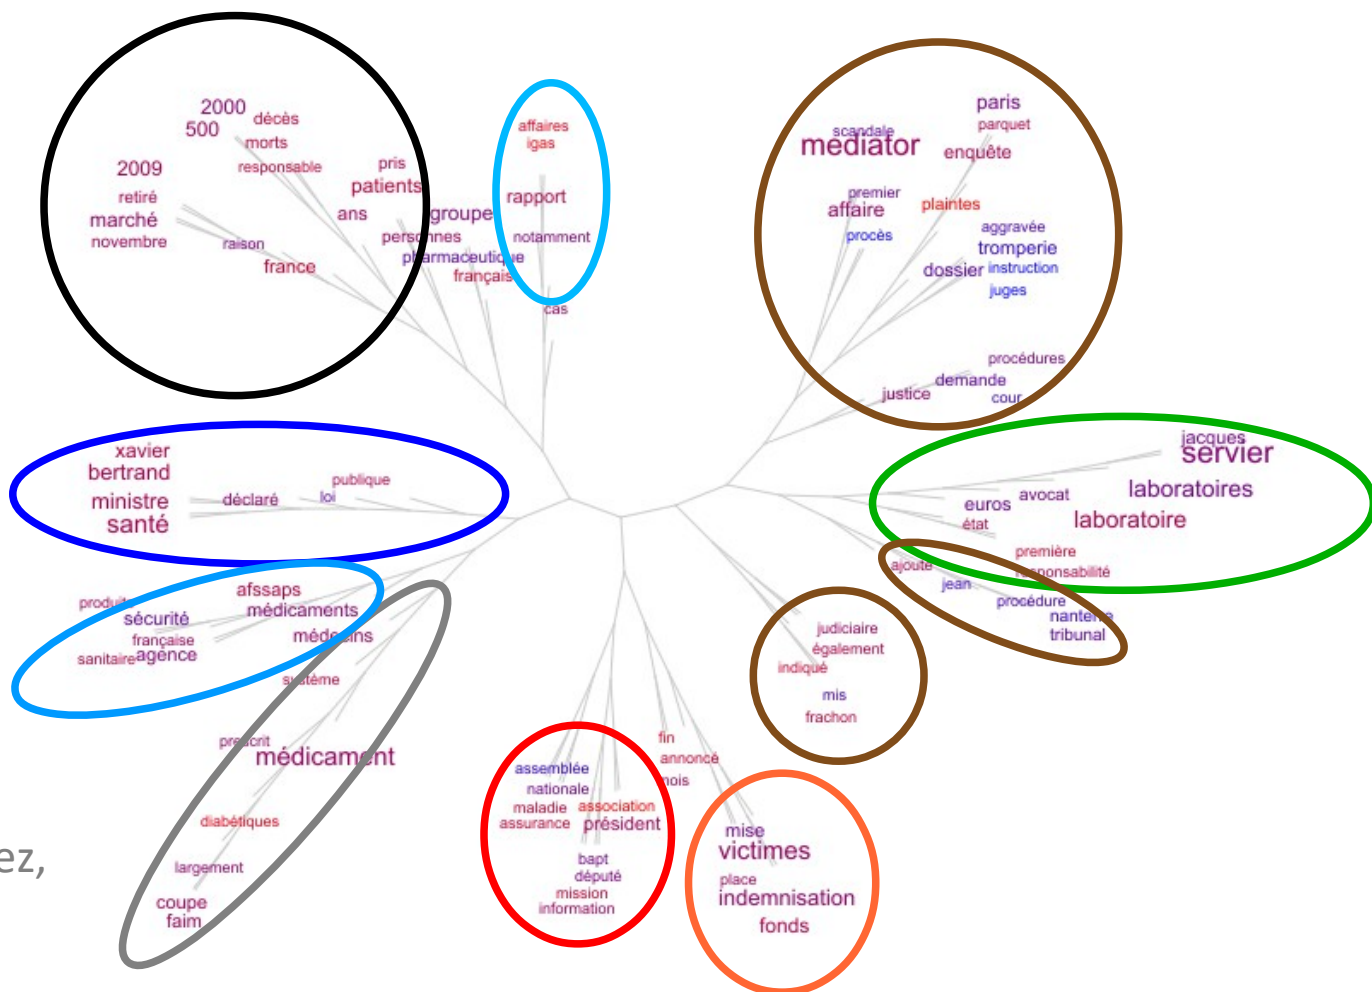 2000
500
décès
morts
2009
responsable
pris
patients
retiré
marché
novembre
ans
groupe
personnes
raison
france
pharmaceutique
français
affaires
igas
rapport
notamment
cas
paris
parquet
scandale
mediator
enquête
premier
affaire
procès
plaintes
aggravée
tromperie
dossier
instruction
juges
procédures
demande
justice
cour
xavier
bertrand
ministre
santé
déclaré
publique
loi
jacques
servier
laboratoires
laboratoire
euros
avocat
état
première
responsabilité
ajoute
jean
procédure
nanterre
tribunal
afssaps
médicaments
produits
sécurité
française
sanitaire
agence
médecins
système
prescrit
médicament
diabétiques
largement
coupe
faim
ez,
judiciaire
également
indiqué
mis
frachon
fin
annoncé
mois
assemblée
nationale
maladie
association
assurance
président
bapt
député
mission
information
mise
victimes
place
indemnisation
fonds